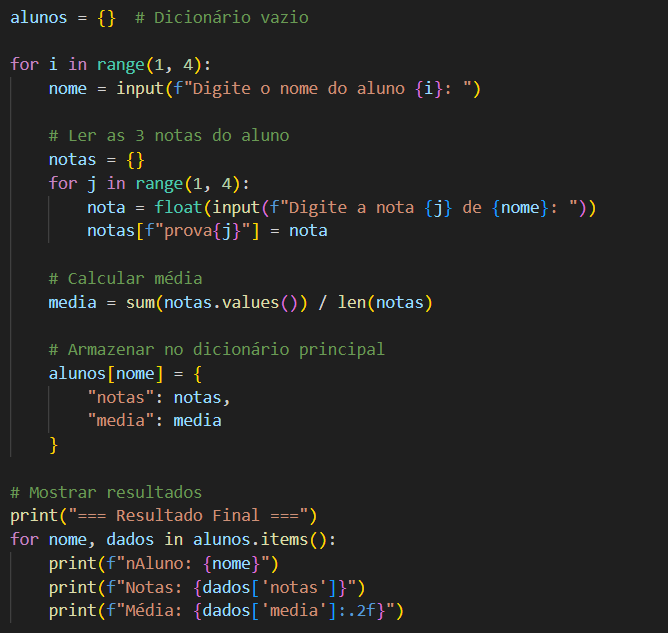 alunos = {}  # Dicionário vazio
for i in range(1, 4):
    nome = input(f"Digite o nome do aluno {i}: ")
    # Ler as 3 notas do aluno
    notas = {}
    for j in range(1, 4):
        nota = float(input(f"Digite a nota {j} de {nome}: "))
        notas[f"prova{j}"] = nota
    # Calcular média
    media = sum(notas.values()) / len(notas)
    # Armazenar no dicionário principal
    alunos[nome] = {
        "notas": notas,
        "media": media
    }
# Mostrar resultados
print("=== Resultado Final ===")
for nome, dados in alunos.items():
    print(f"nAluno: {nome}")
    print(f"Notas: {dados['notas']}")
    print(f"Média: {dados['media']:.2f}")